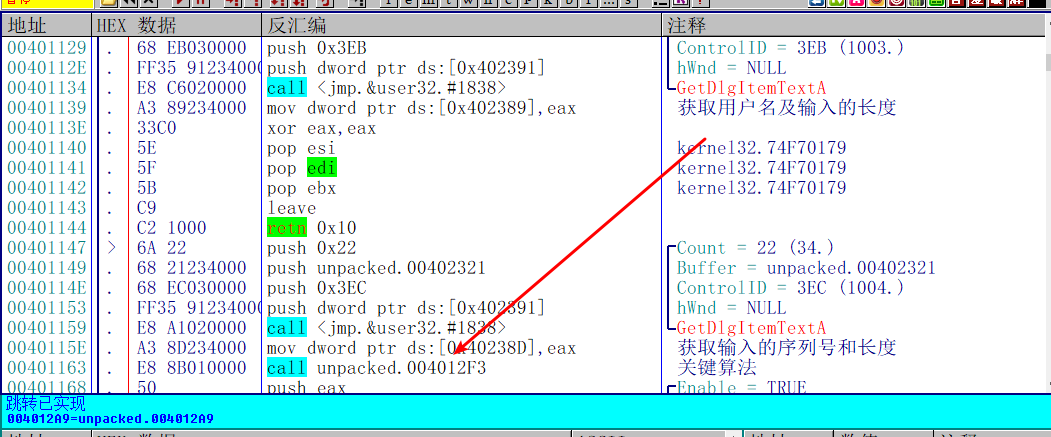 地址 HEX 数据 反汇编 注释
00401129 . 68 EB030000 push 0x3EB ControlID = 3EB (1003.)
0040112E . FF35 91234000 push dword ptr ds:[0x402391] hWnd = NULL
00401134 . E8 C6020000 call <jmp.&user32.#1838> GetDlgItemTextA
00401139 . A3 89234000 mov dword ptr ds:[0x402389],eax 获取用户名及输入的长度
0040113E . 33C0 xor eax,eax
00401140 . 5E pop esi kernel32.74F70179
00401141 . 5F pop edi kernel32.74F70179
00401142 . 5B pop ebx kernel32.74F70179
00401143 . C9 leave
00401144 . C2 1000 retn 0x10
00401147 > 6A 22 push 0x22 Count = 22 (34.)
00401149 . 68 21234000 push unpacked.00402321 Buffer = unpacked.00402321
0040114E . 68 EC030000 push 0x3EC ControlID = 3EC (1004.)
00401153 . FF35 91234000 push dword ptr ds:[0x402391] hWnd = NULL
00401159 . E8 A1020000 call <jmp.&user32.#1838> GetDlgItemTextA
0040115E . A3 8D234000 mov dword ptr ds:[0x40238D],eax 获取输入的序列号和长度
00401163 . E8 8B010000 call unpacked.004012F3 关键算法
00401168 . 50 push eax Enable = TRUE
跳转已实现
004012A9=unpacked.004012A9